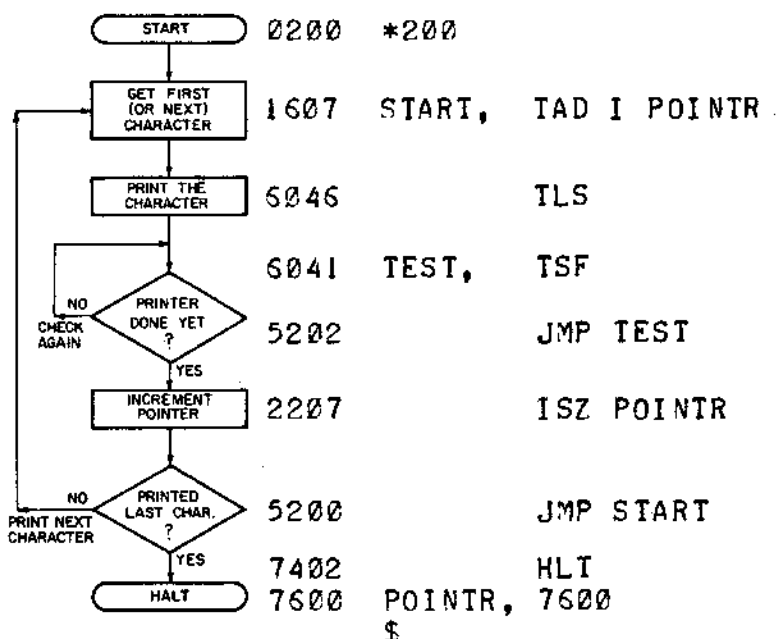 START 0200 *200
GET FIRST
(OR NEXT)
CHARACTER
1607 START, TAD I POINTR
PRINT THE
CHARACTER
6046 TLS
6041 TEST, TSF
NO
CHECK
AGAIN
PRINTER
DONE YET
?
5202 JMP TEST
YES
INCREMENT
POINTER
2207 ISZ POINTR
NO
PRINT NEXT
CHARACTER
PRINTED
LAST CHAR.
?
5200 JMP START
YES
7402 HLT
HALT 7600 POINTR, 7600
$